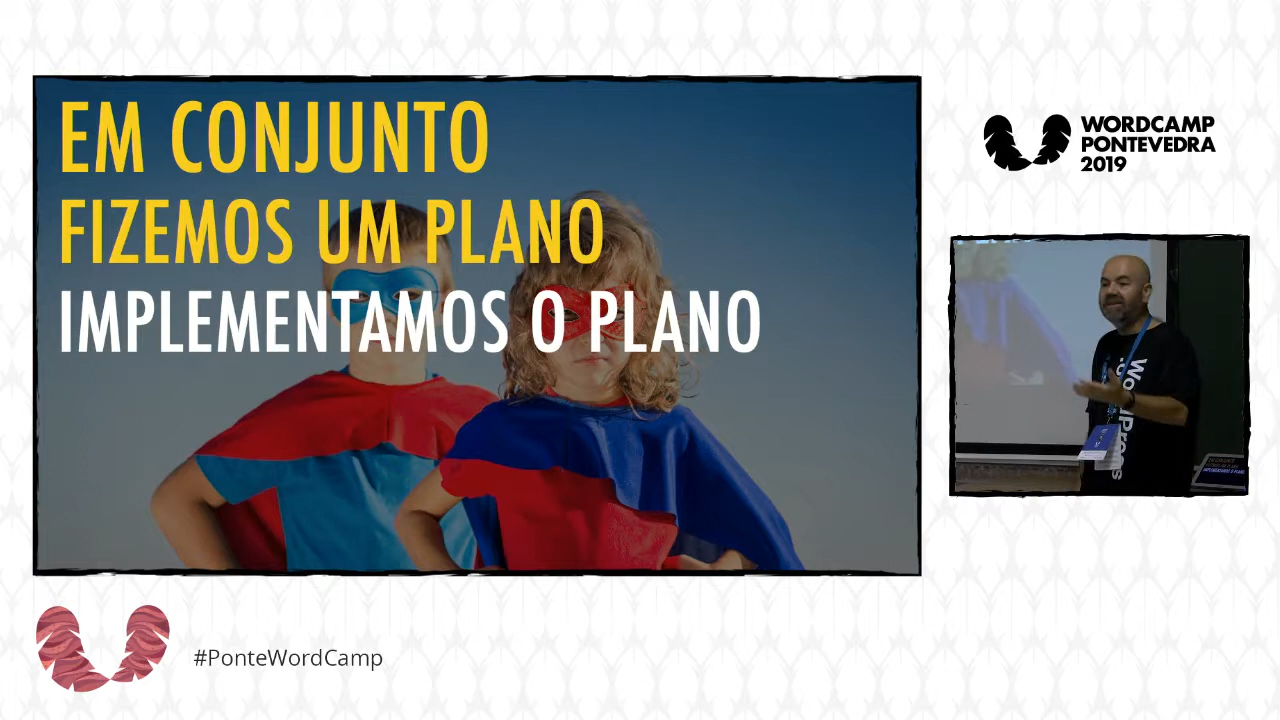 EM CONJUNTO
FIZEMOS UM PLANO
IMPLEMENTAMOS O PLANO
WORDCAMP
PONTEVEDRA
2019
#PonteWordCamp